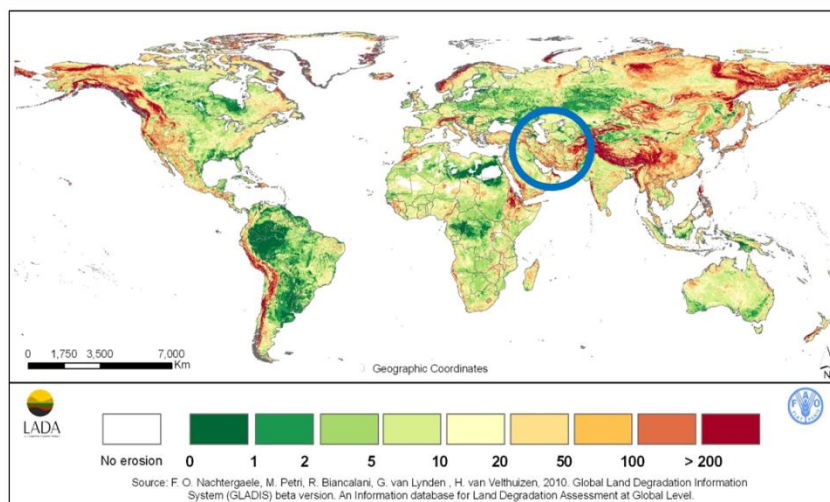 0 1,750 3,500 7,000
Km
Geographic Coordinates
N
LADA
FAO
No erosion 0 1 2 5 10 20 50 100 > 200
Source: F. O. Nachtergaele, M. Petri, R. Biancalani, G. van Lynden , H. van Velthuizen, 2010. Global Land Degradation Information
System (GLADIS) beta version. An Information database for Land Degradation Assessment at Global Level.